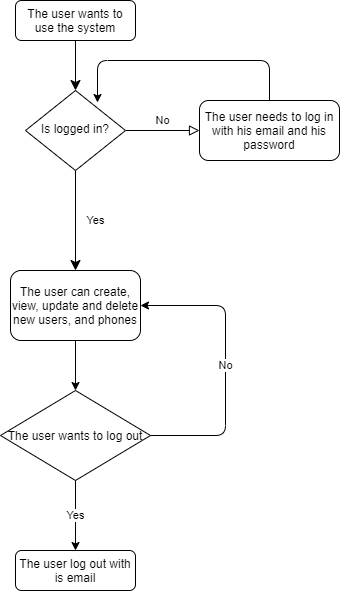 The user wants to
use the system
Is logged in?
No
The user needs to log in
with his email and his
password
Yes
The user can create,
view, update and delete
new users, and phones
No
The user wants to log out
Yes
The user log out with
is email